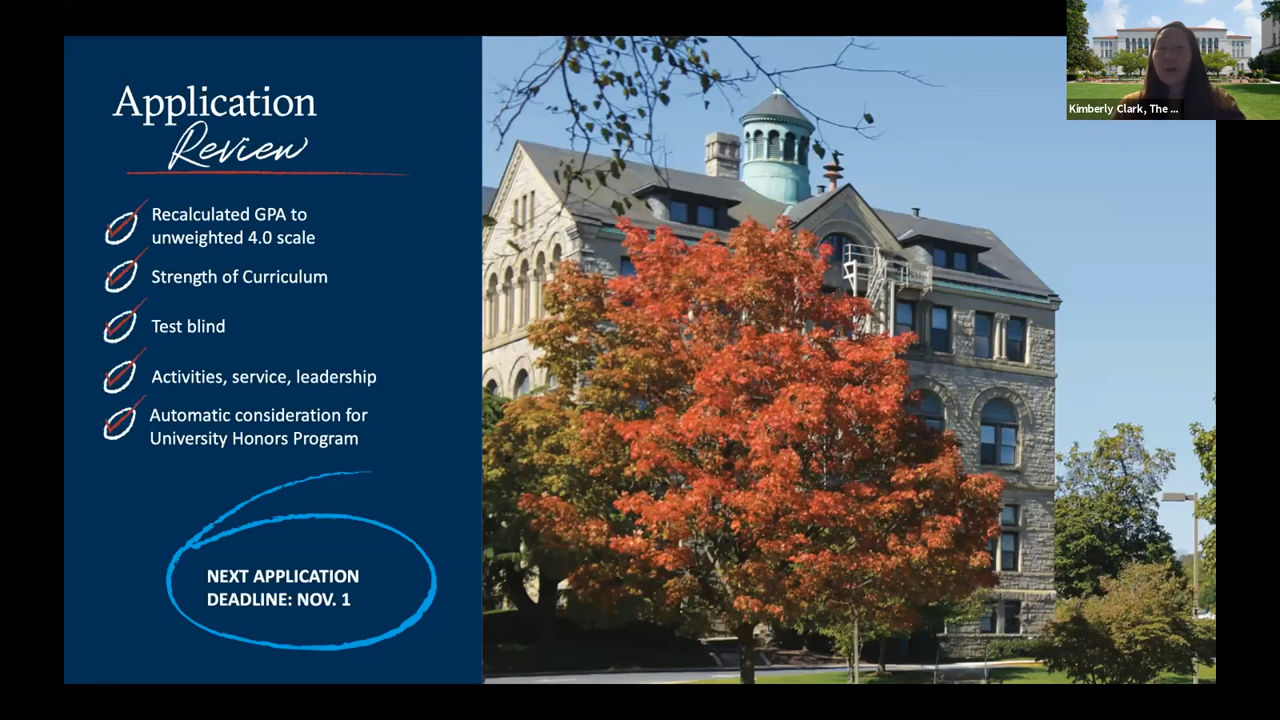 Application
Review
Recalculated GPA to
unweighted 4.0 scale
Strength of Curriculum
Test blind
Activities, service, leadership
Automatic consideration for
University Honors Program
NEXT APPLICATION
DEADLINE: NOV. 1
Kimberly Clark, The ...